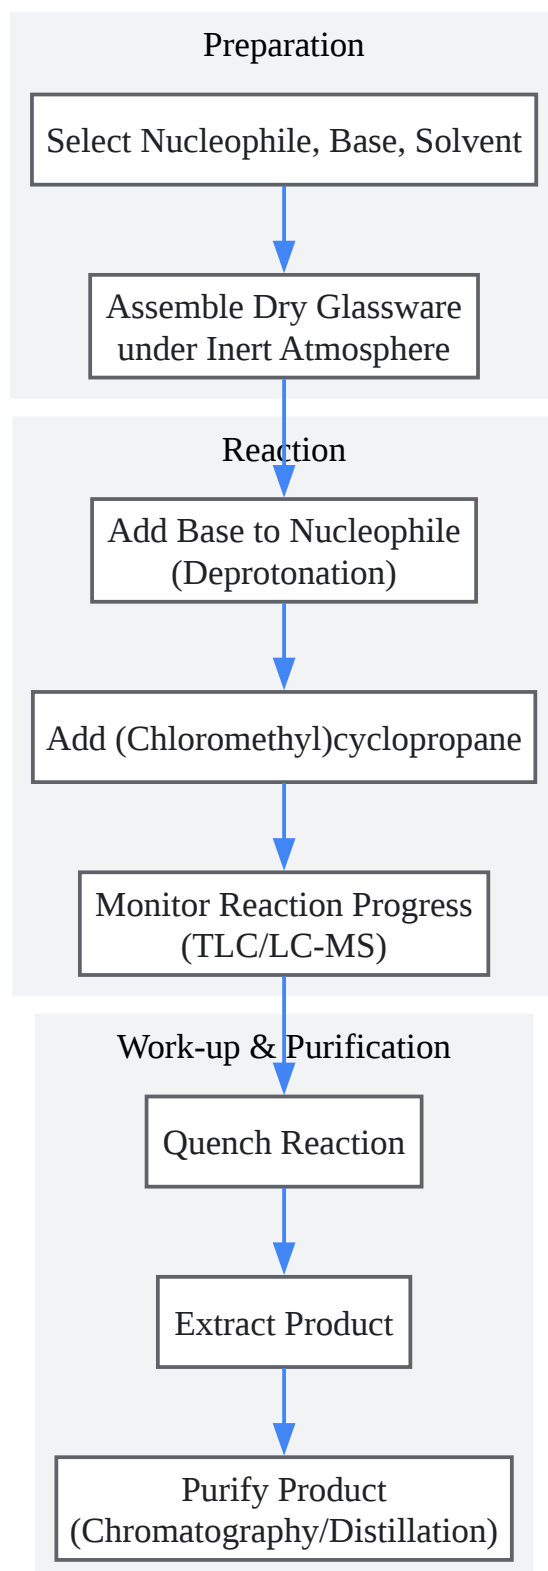 Preparation
Select Nucleophile, Base, Solvent
Assemble Dry Glassware
under Inert Atmosphere
Reaction
Add Base to Nucleophile
(Deprotonation)
Add (Chloromethyl)cyclopropane
Monitor Reaction Progress
(TLC/LC-MS)
Work-up & Purification
Quench Reaction
Extract Product
Purify Product
(Chromatography/Distillation)